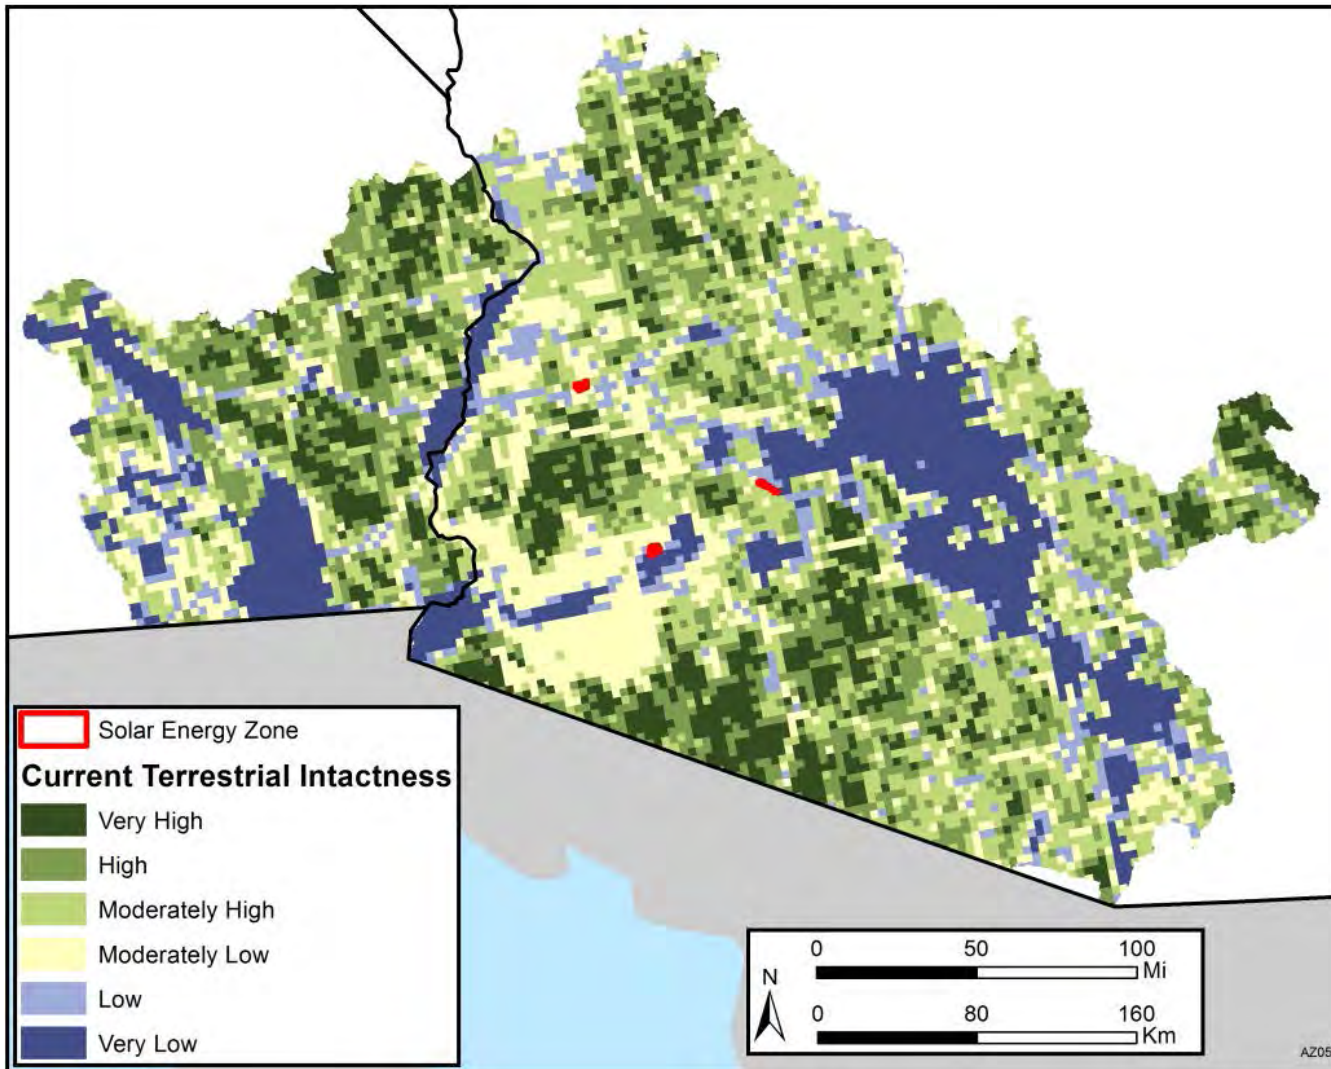 Solar Energy Zone
Current Terrestrial Intactness
Very High
High
Moderately High
Moderately Low
Low
Very Low
N
0 50 100
Mi
0 80 160
Km
AZ05